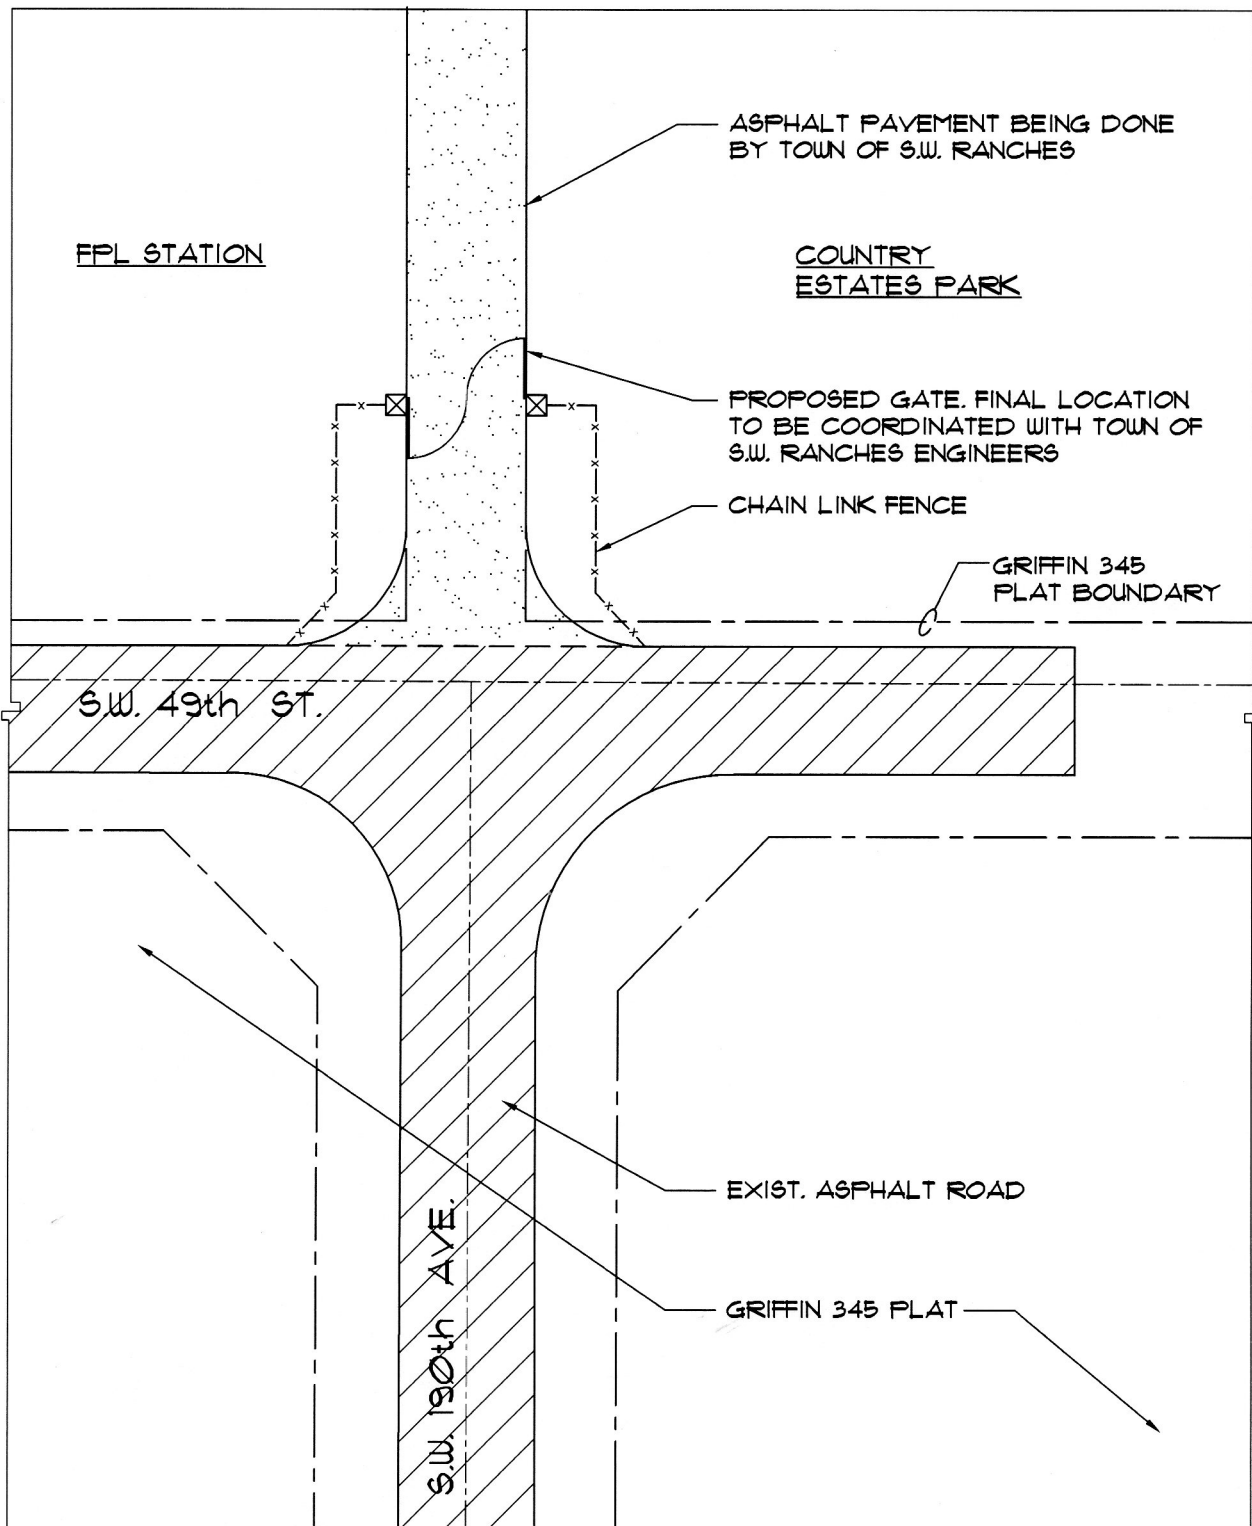 ASPHALT PAVEMENT BEING DONE
BY TOWN OF S.W. RANCHES
FPL STATION
COUNTRY
ESTATES PARK
PROPOSED GATE. FINAL LOCATION
TO BE COORDINATED WITH TOWN OF
S.W. RANCHES ENGINEERS
CHAIN LINK FENCE
GRIFFIN 345
PLAT BOUNDARY
S.W. 49th ST.
EXIST. ASPHALT ROAD
S.W. 190th AVE.
GRIFFIN 345 PLAT